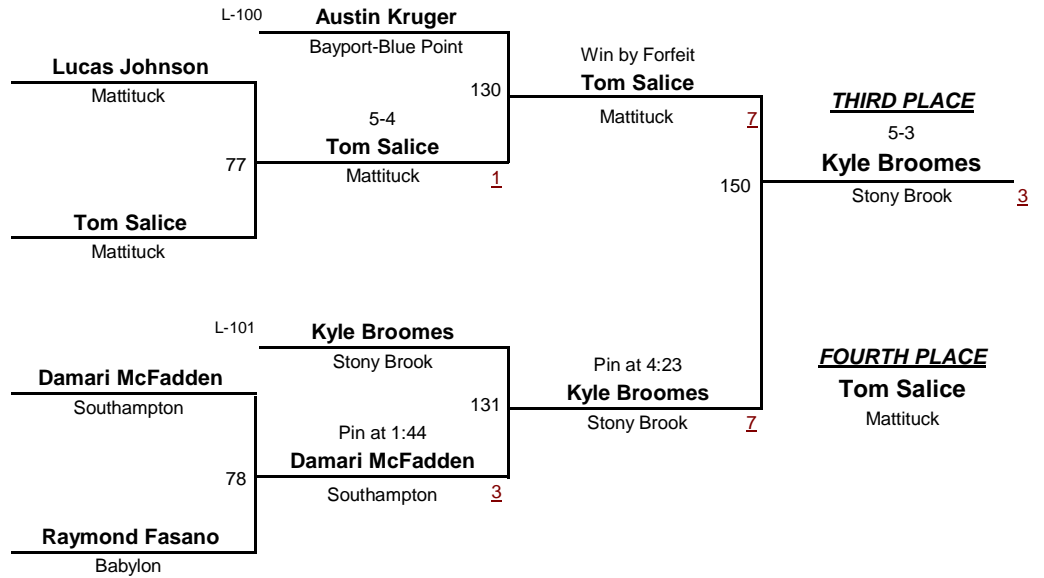 L-100
Austin Kruger
Bayport-Blue Point
Win by Forfeit
Lucas Johnson
Tom Salice
130
Mattituck
THIRD PLACE
5-4
Mattituck
7
5-3
Tom Salice
Kyle Broomes
77
Mattituck
1
150
Stony Brook
3
Tom Salice
Mattituck
L-101
Kyle Broomes
Stony Brook
Pin at 4:23
FOURTH PLACE
Damari McFadden
Kyle Broomes
Tom Salice
Southampton
131
Stony Brook
7
Mattituck
Pin at 1:44
Damari McFadden
78
Southampton
3
Raymond Fasano
Babylon